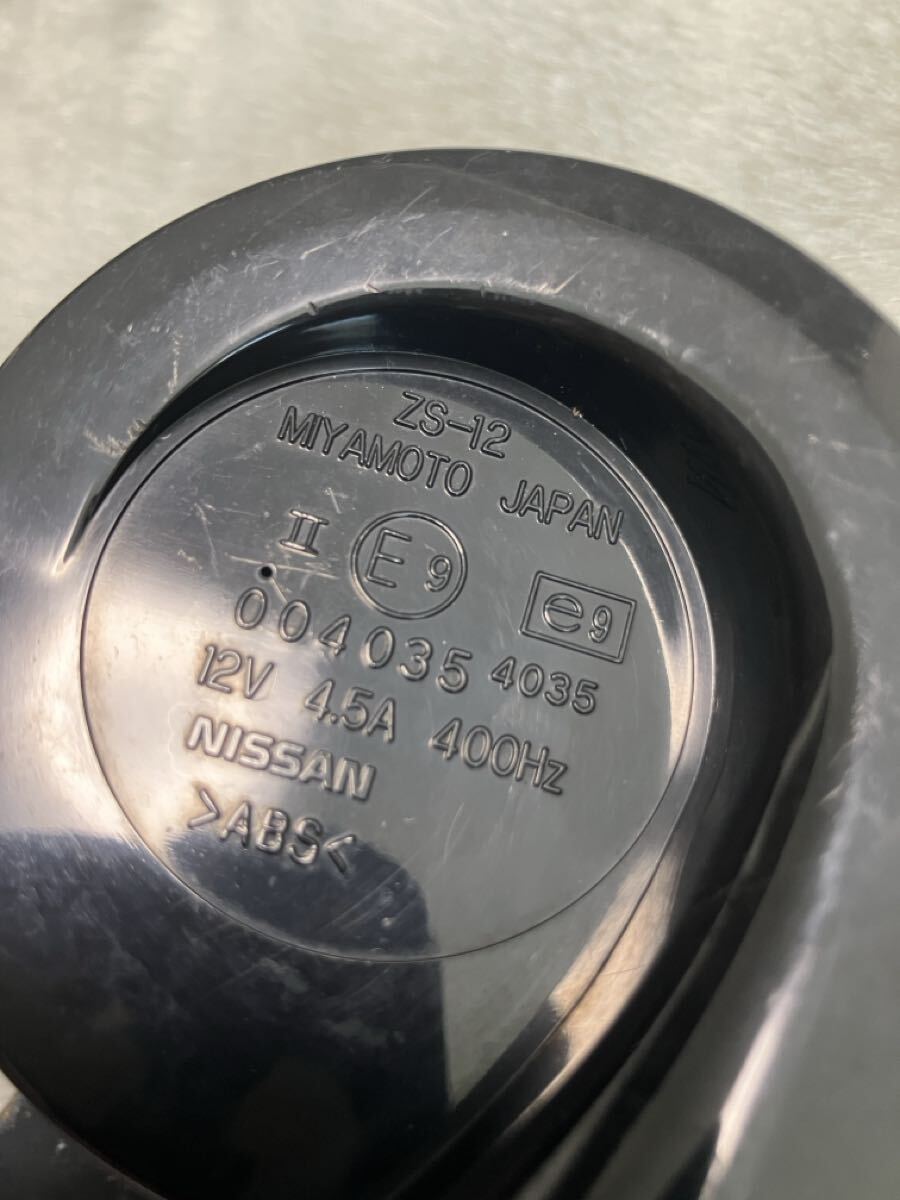 ZS-12
MIYAMOTO JAPAN
II E9 e9
004035 4035
12V 4.5A 400Hz
NISSAN
>ABS<